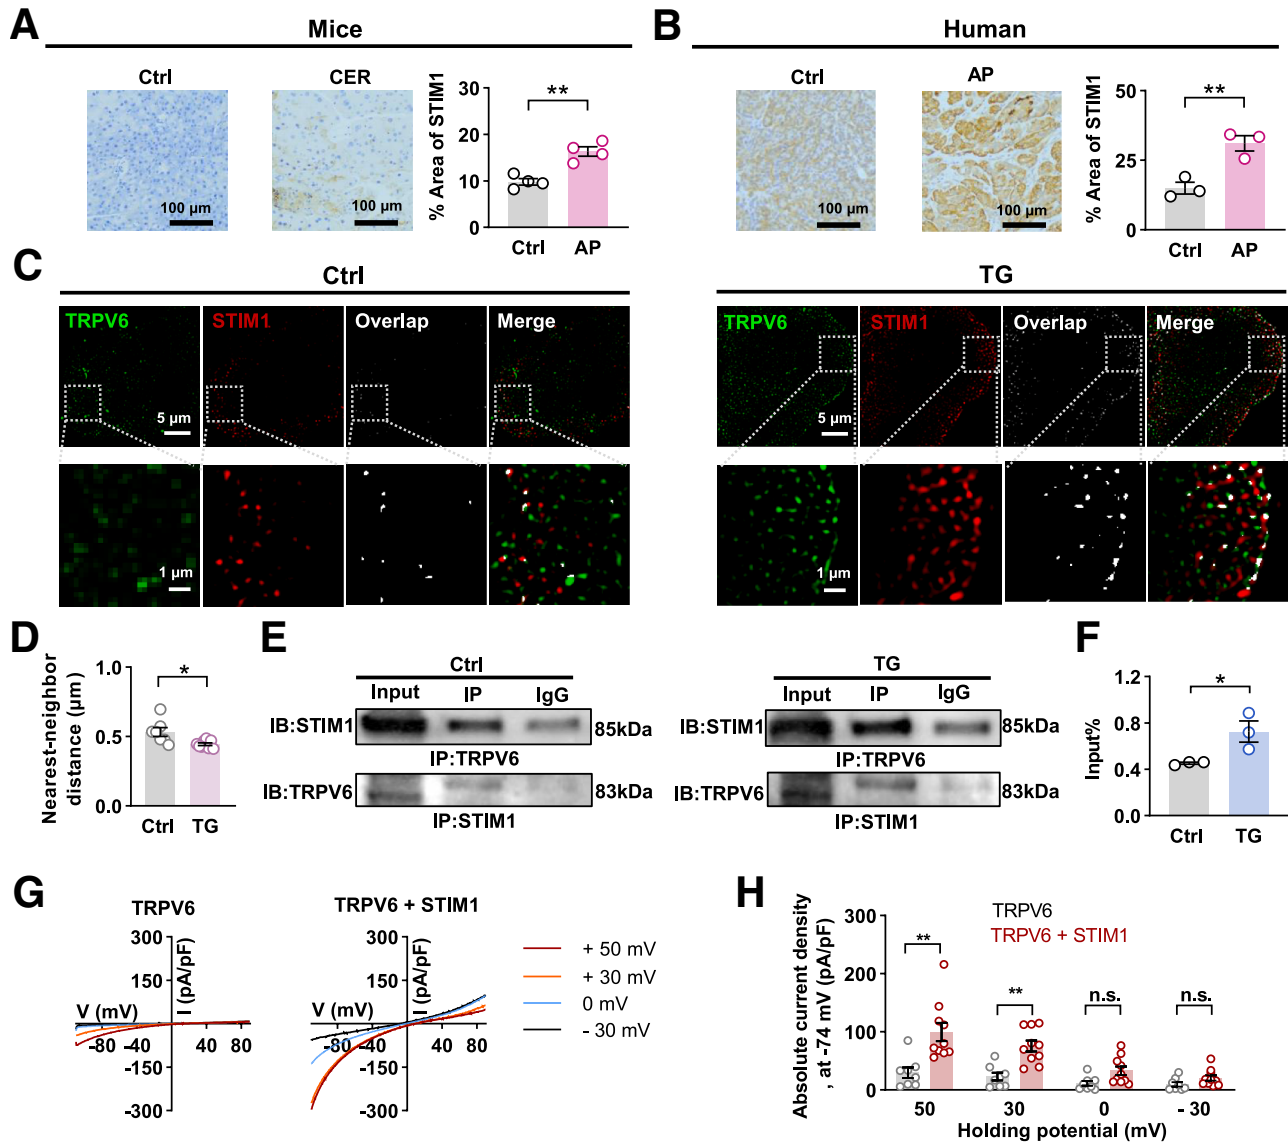 A
Mice
Ctrl
CER
100 μm
100 μm
% Area of STIM1
30
20
10
0
**
Ctrl
AP
B
Human
Ctrl
AP
100 μm
100 μm
% Area of STIM1
50
25
0
**
Ctrl
AP
C
Ctrl
TRPV6
STIM1
Overlap
Merge
5 μm
1 μm
TG
TRPV6
STIM1
Overlap
Merge
5 μm
1 μm
D
Nearest-neighbor
distance (μm)
1.0
0.5
0.0
*
Ctrl
TG
E
Ctrl
Input
IP
IgG
IB:STIM1
85kDa
IP:TRPV6
IB:TRPV6
83kDa
IP:STIM1
TG
Input
IP
IgG
IB:STIM1
85kDa
IP:TRPV6
IB:TRPV6
83kDa
IP:STIM1
F
Input%
1.2
0.8
0.4
0.0
*
Ctrl
TG
G
TRPV6
300
150
I (pA/pF)
V (mV)
-80
-40
40
80
-150
-300
TRPV6 + STIM1
300
150
I (pA/pF)
V (mV)
-80
-40
40
80
-150
-300
+ 50 mV
+ 30 mV
0 mV
- 30 mV
H
Absolute current density
, at -74 mV (pA/pF)
300
200
100
0
TRPV6
TRPV6 + STIM1
**
**
n.s.
n.s.
50
30
0
- 30
Holding potential (mV)